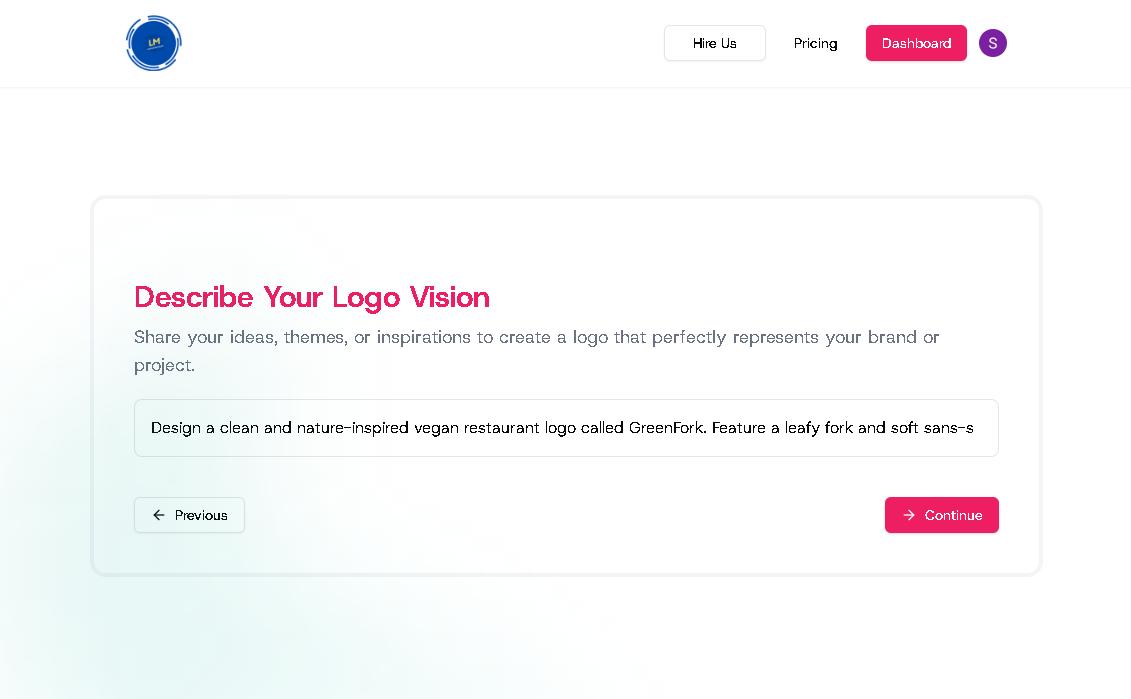 LM
Hire Us
Pricing
Dashboard
S
Describe Your Logo Vision
Share your ideas, themes, or inspirations to create a logo that perfectly represents your brand or
project.
Design a clean and nature-inspired vegan restaurant logo called GreenFork. Feature a leafy fork and soft sans-s
Previous
Continue